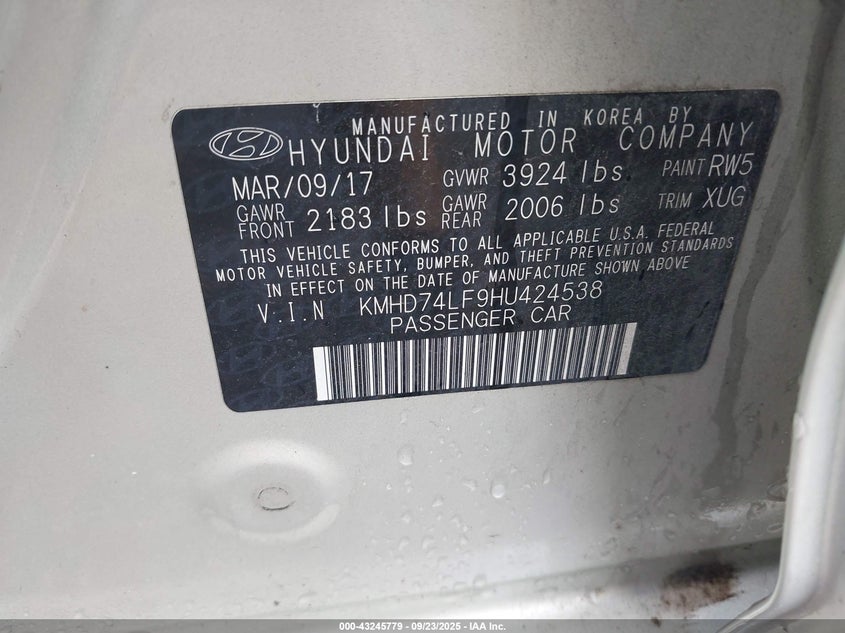 MANUFACTURED IN KOREA BY
HYUNDAI MOTOR COMPANY
MAR/09/17 GVWR 3924 lbs. PAINT RW5
GAWR FRONT 2183 lbs GAWR REAR 2006 lbs TRIM XUG
THIS VEHICLE CONFORMS TO ALL APPLICABLE U.S.A. FEDERAL
MOTOR VEHICLE SAFETY, BUMPER, AND THEFT PREVENTION STANDARDS
IN EFFECT ON THE DATE OF MANUFACTURE SHOWN ABOVE
V.I.N KMHD74LF9HU424538
PASSENGER CAR
000-43245779 - 09/23/2025 - IAA Inc.